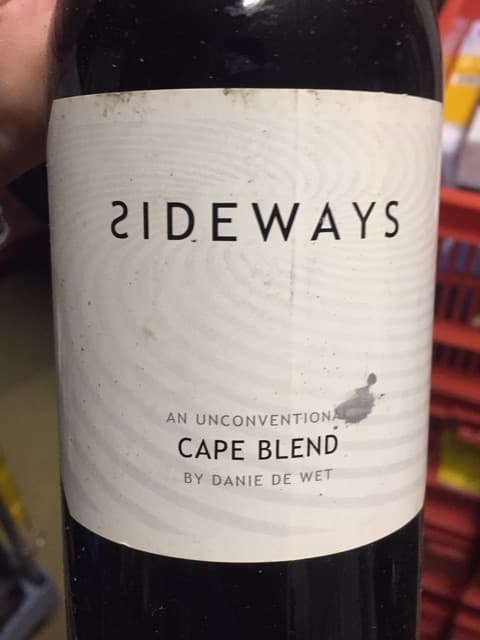 SIDEWAYS
AN UNCONVENTIONAL
CAPE BLEND
BY DANIE DE WET